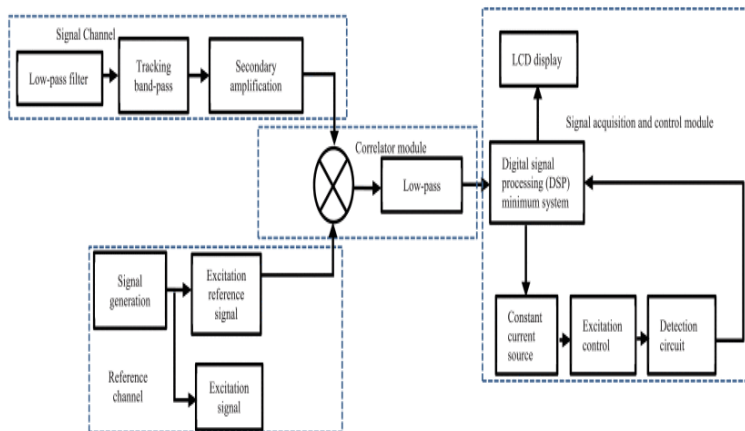 Signal Channel
Low-pass filter
Tracking
band-pass
Secondary
amplification
LCD display
Signal acquisition and control module
Correlator module
Low-pass
Digital signal
processing (DSP)
minimum system
Signal
generation
Excitation
reference
signal
Reference
channel
Excitation
signal
Constant
current
source
Excitation
control
Detection
circuit